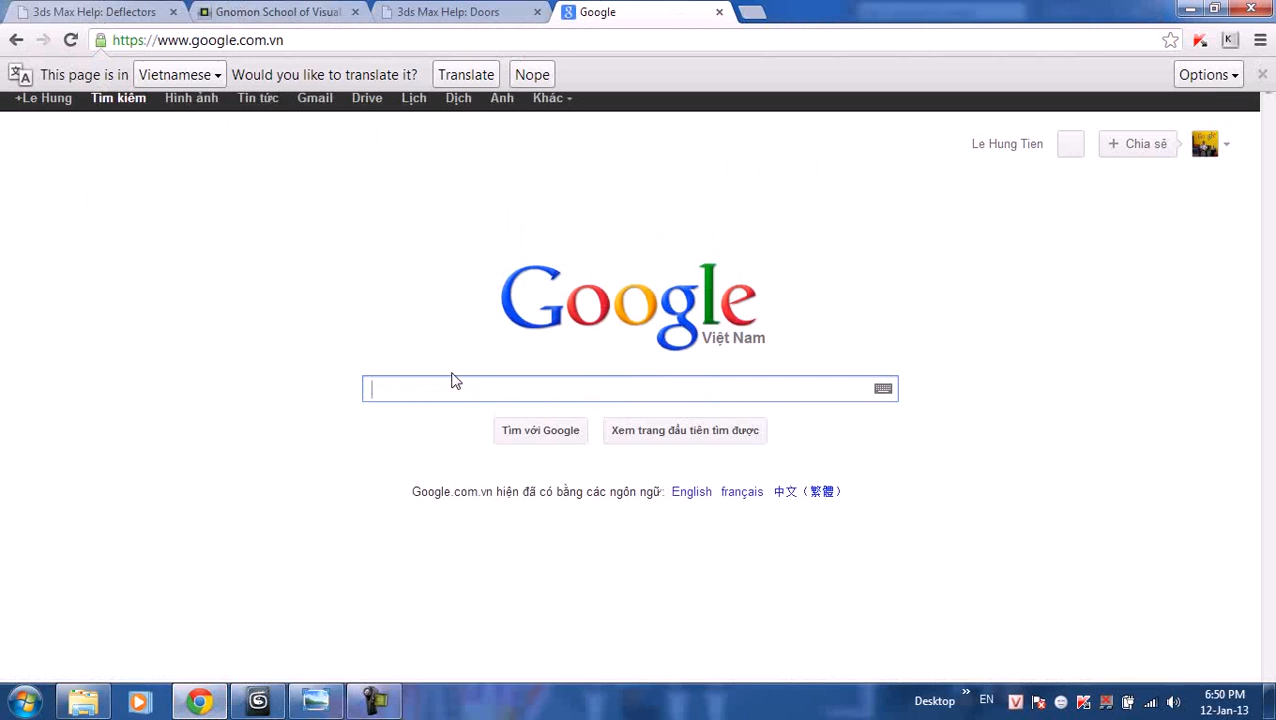 3ds Max Help: Deflectors
Gnomon School of Visual
3ds Max Help: Doors
Google
https://www.google.com.vn
This page is in Vietnamese Would you like to translate it? Translate Nope Options
+Le Hung Tìm kiếm Hình ảnh Tin tức Gmail Drive Lịch Dịch Ảnh Khác
Le Hung Tien + Chia sẻ
Google
Việt Nam
Tìm với Google Xem trang đầu tiên tìm được
Google.com.vn hiện đã có bằng các ngôn ngữ: English français 中文（繁體）
Desktop EN 6:50 PM
12-Jan-13